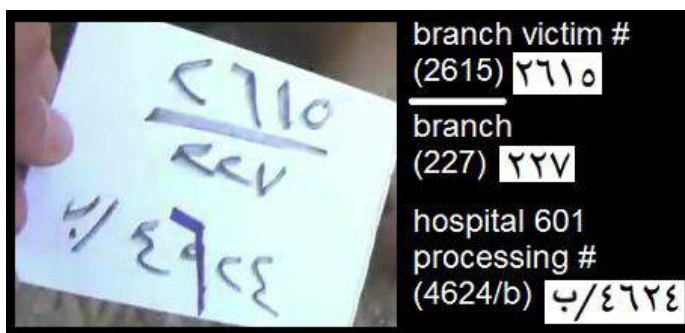 ٢٦١٥
٢٢٧
٤٦٢٤/ب
branch victim #
(2615) ٢٦١٥
branch
(227) ٢٢٧
hospital 601
processing #
(4624/b) ٤٦٢٤/ب